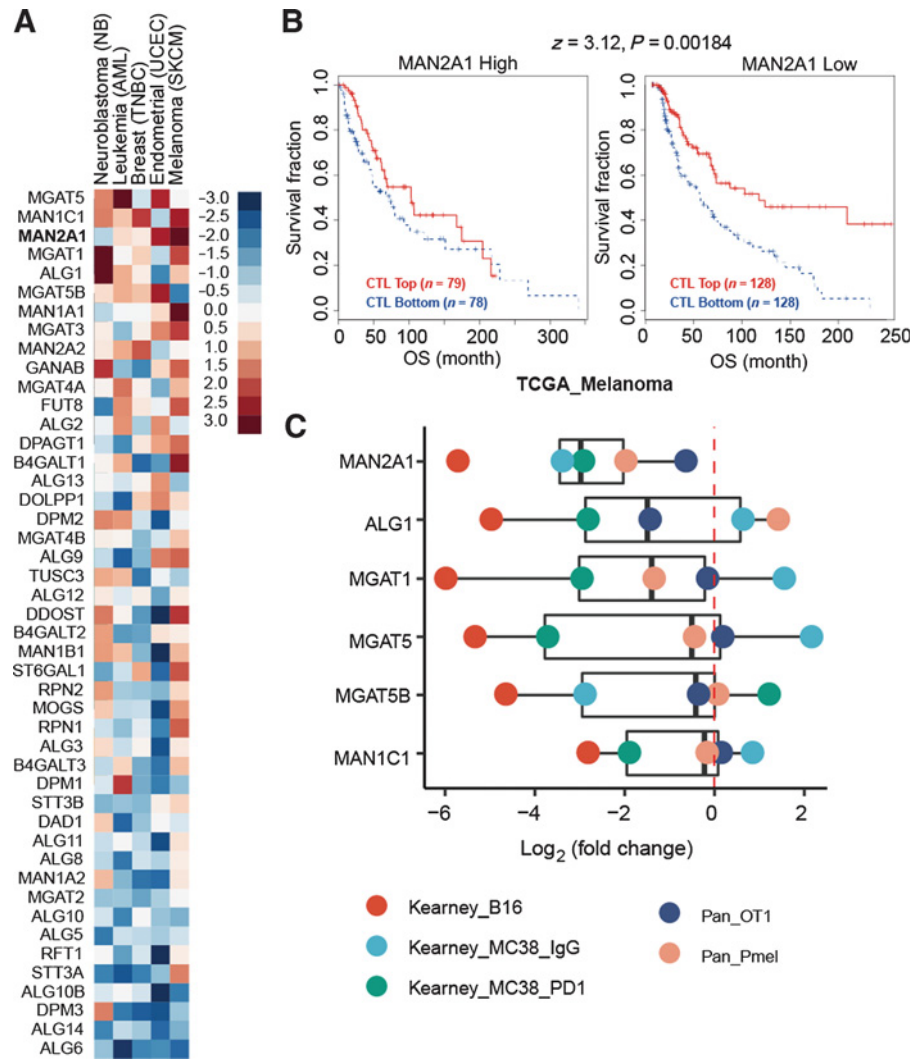 A
Neuroblastoma (NB)
Leukemia (AML)
Breast (TNBC)
Endometrial (UCEC)
Melanoma (SKCM)
MGAT5
MAN1C1
MAN2A1
MGAT1
ALG1
MGAT5B
MAN1A1
MGAT3
MAN2A2
GANAB
MGAT4A
FUT8
ALG2
DPAGT1
B4GALT1
ALG13
DOLPP1
DPM2
MGAT4B
ALG9
TUSC3
ALG12
DDOST
B4GALT2
MAN1B1
ST6GAL1
RPN2
MOGS
RPN1
ALG3
B4GALT3
DPM1
STT3B
DAD1
ALG11
ALG8
MAN1A2
MGAT2
ALG10
ALG5
RFT1
STT3A
ALG10B
DPM3
ALG14
ALG6
−3.0
−2.5
−2.0
−1.5
−1.0
−0.5
0.0
0.5
1.0
1.5
2.0
2.5
3.0
B
z = 3.12, P = 0.00184
MAN2A1 High
Survival fraction
1.0
0.8
0.6
0.4
0.2
0.0
CTL Top (n = 79)
CTL Bottom (n = 78)
0 100 200 300
OS (month)
MAN2A1 Low
Survival fraction
1.0
0.8
0.6
0.4
0.2
0.0
CTL Top (n = 128)
CTL Bottom (n = 128)
0 50 100 150 200 250
OS (month)
TCGA_Melanoma
C
MAN2A1
ALG1
MGAT1
MGAT5
MGAT5B
MAN1C1
−6 −4 −2 0 2
Log2 (fold change)
Kearney_B16
Kearney_MC38_IgG
Kearney_MC38_PD1
Pan_OT1
Pan_Pmel